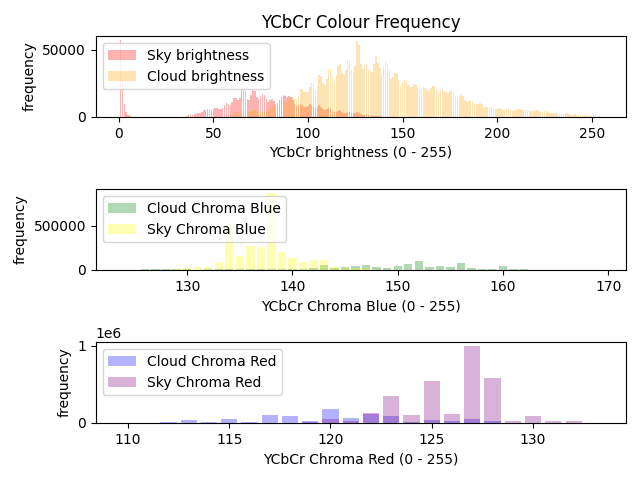 YCbCr Colour Frequency
frequency
50000
0
Sky brightness
Cloud brightness
0 50 100 150 200 250
YCbCr brightness (0 - 255)
frequency
500000
0
Cloud Chroma Blue
Sky Chroma Blue
130 140 150 160 170
YCbCr Chroma Blue (0 - 255)
1e6
frequency
1
0
Cloud Chroma Red
Sky Chroma Red
110 115 120 125 130
YCbCr Chroma Red (0 - 255)